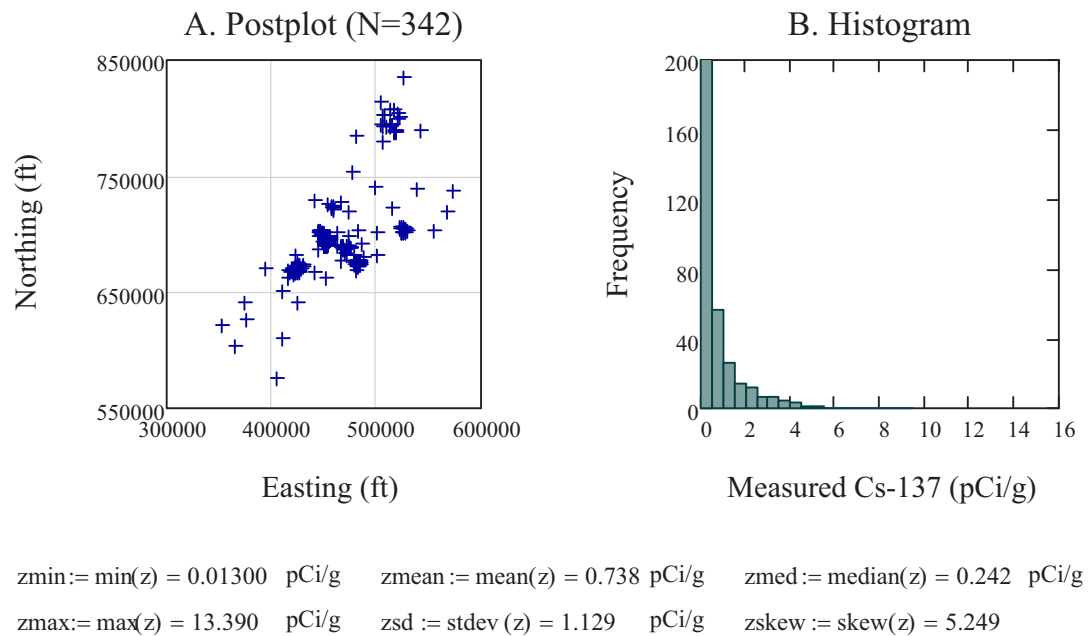 A. Postplot (N=342)
B. Histogram
850000
750000
650000
550000
Northing (ft)
300000 400000 500000 600000
Easting (ft)
200
160
120
80
40
0
Frequency
0 2 4 6 8 10 12 14 16
Measured Cs-137 (pCi/g)
zmin := min(z) = 0.01300 pCi/g zmean := mean(z) = 0.738 pCi/g zmed := median(z) = 0.242 pCi/g
zmax := max(z) = 13.390 pCi/g zsd := stdev (z) = 1.129 pCi/g zskew := skew(z) = 5.249